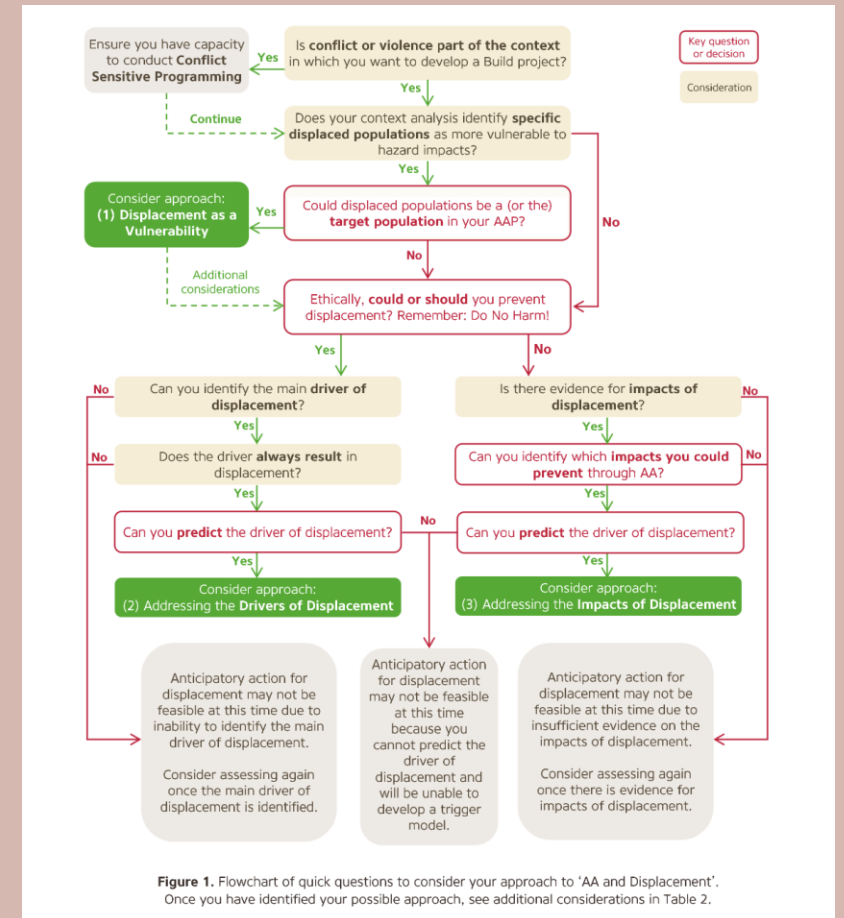 Ensure you have capacity
to conduct Conflict
Sensitive Programming
Yes
Is conflict or violence part of the context
in which you want to develop a Build project?
Key question
or decision
Consideration
Yes
Continue
Does your context analysis identify specific
displaced populations as more vulnerable to
hazard impacts?
Yes
No
Consider approach:
(1) Displacement as a
Vulnerability
Yes
Could displaced populations be a (or the)
target population in your AAP?
No
Additional
considerations
Ethically, could or should you prevent
displacement? Remember: Do No Harm!
Yes
No
No
Can you identify the main driver of
displacement?
Is there evidence for impacts of
displacement?
No
Yes
Yes
No
Does the driver always result in
displacement?
Can you identify which impacts you could
prevent through AA?
No
Yes
Yes
Can you predict the driver of displacement?
No
Can you predict the driver of displacement?
Yes
Yes
Consider approach:
(2) Addressing the Drivers of Displacement
Consider approach:
(3) Addressing the Impacts of Displacement
Anticipatory action for
displacement may not be
feasible at this time due to
inability to identify the main
driver of displacement.
Consider assessing again
once the main driver of
displacement is identified.
Anticipatory action
for displacement
may not be feasible
at this time
because you
cannot predict the
driver of
displacement and
will be unable to
develop a trigger
model.
Anticipatory action for
displacement may not be
feasible at this time due to
insufficient evidence on the
impacts of displacement.
Consider assessing again
once there is evidence for
impacts of displacement.
Figure 1. Flowchart of quick questions to consider your approach to ‘AA and Displacement’.
Once you have identified your possible approach, see additional considerations in Table 2.